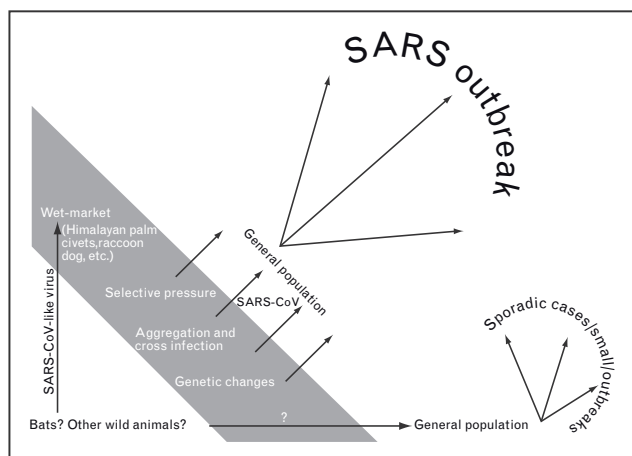 SARS outbreak
Wet-market
(Himalayan palm
civets,raccoon
dog, etc.)
SARS-CoV-like virus
Selective pressure
General population
SARS-CoV
Aggregation and
cross infection
Genetic changes
Sporadic cases/small/outbreaks
Bats? Other wild animals?
?
General population